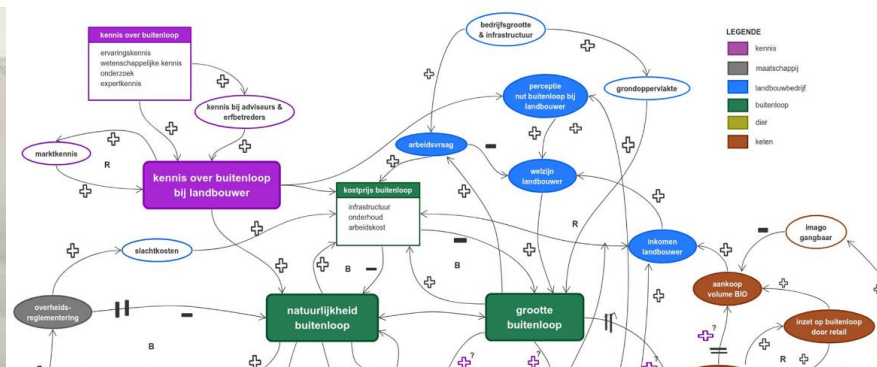 kennis over buitenloop
ervaringskennis
wetenschappelijke kennis
onderzoek
expertkennis
kennis bij adviseurs &
erfbetreders
marktkennis
R
kennis over buitenloop
bij landbouwer
slachtkosten
overheids-
reglementering
B
bedrijfsgrootte
& infrastructuur
perceptie
nut buitenloop bij
landbouwer
grondoppervlakte
arbeidsvraag
welzijn
landbouwer
kostprijs buitenloop
infrastructuur
onderhoud
arbeidskost
R
B
B
inkomen
landbouwer
natuurlijkheid
buitenloop
grootte
buitenloop
imago
gangbaar
aankoop
volume BIO
inzet op buitenloop
door retail
R
?
?
?
?
LEGENDE
kennis
maatschappij
landbouwbedrijf
buitenloop
dier
keten